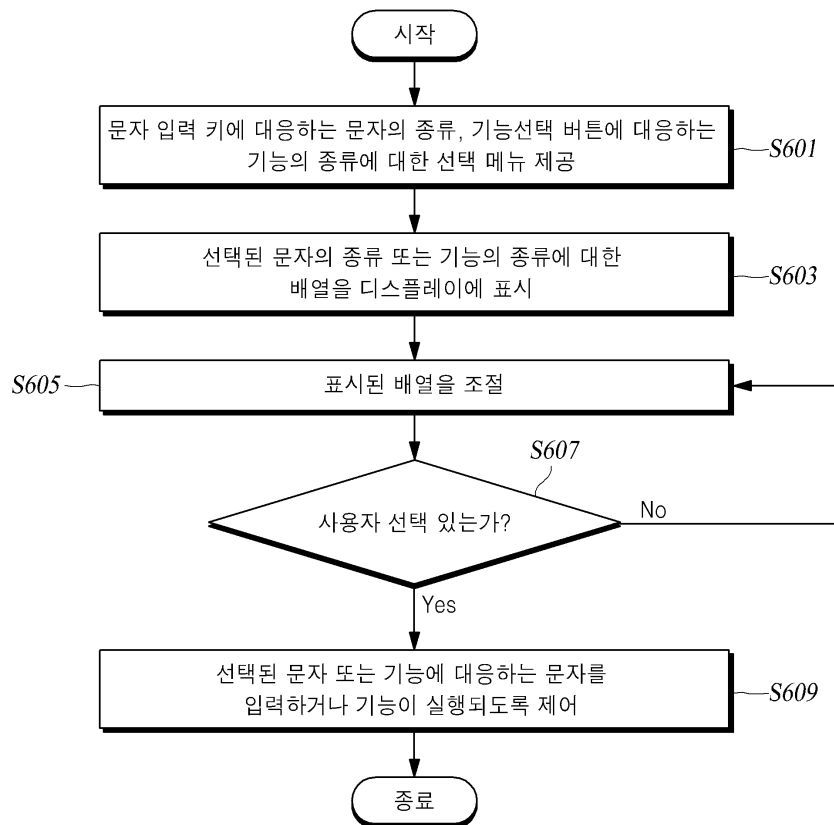 시작
문자 입력 키에 대응하는 문자의 종류, 기능선택 버튼에 대응하는
기능의 종류에 대한 선택 메뉴 제공
S601
선택된 문자의 종류 또는 기능의 종류에 대한
배열을 디스플레이에 표시
S603
S605
표시된 배열을 조절
S607
사용자 선택 있는가?
No
Yes
선택된 문자 또는 기능에 대응하는 문자를
입력하거나 기능이 실행되도록 제어
S609
종료